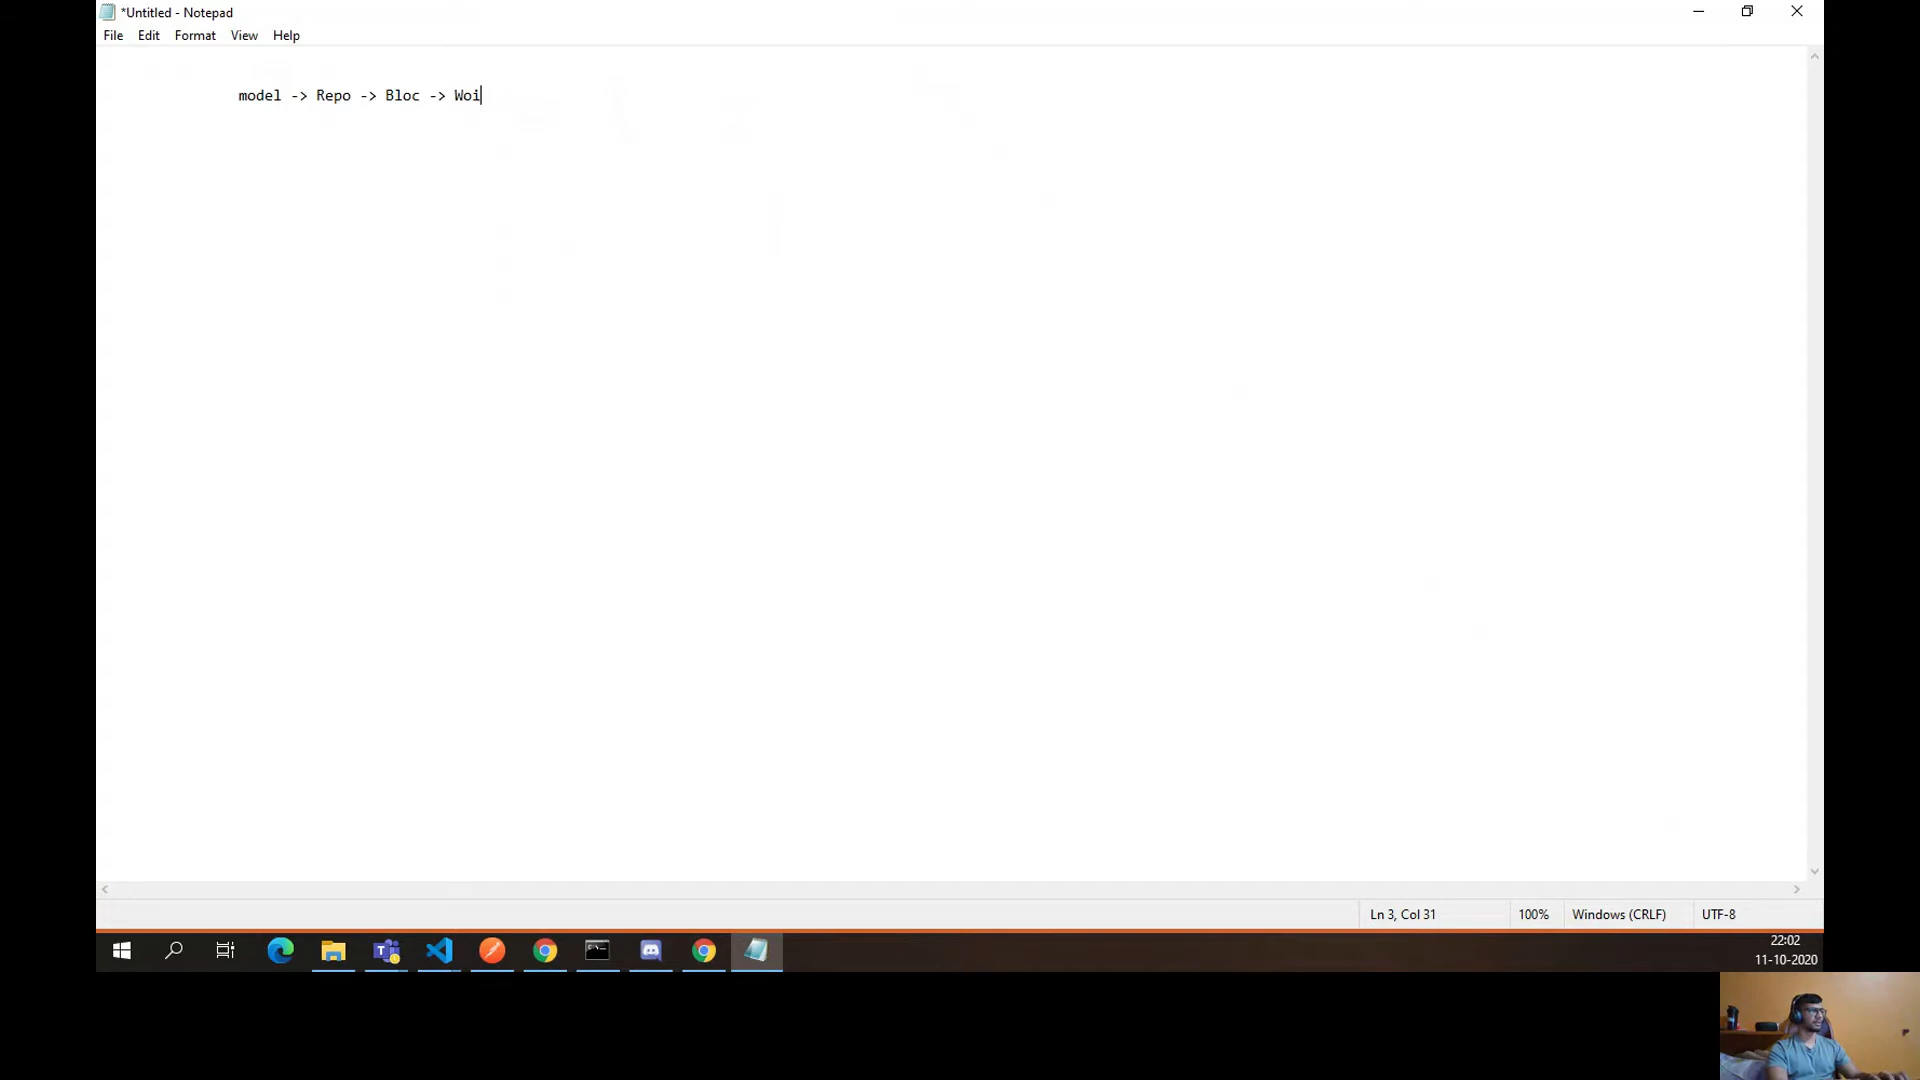 *Untitled - Notepad
File Edit Format View Help
model -> Repo -> Bloc -> Woi
Ln 3, Col 31 100% Windows (CRLF) UTF-8
22:02
11-10-2020